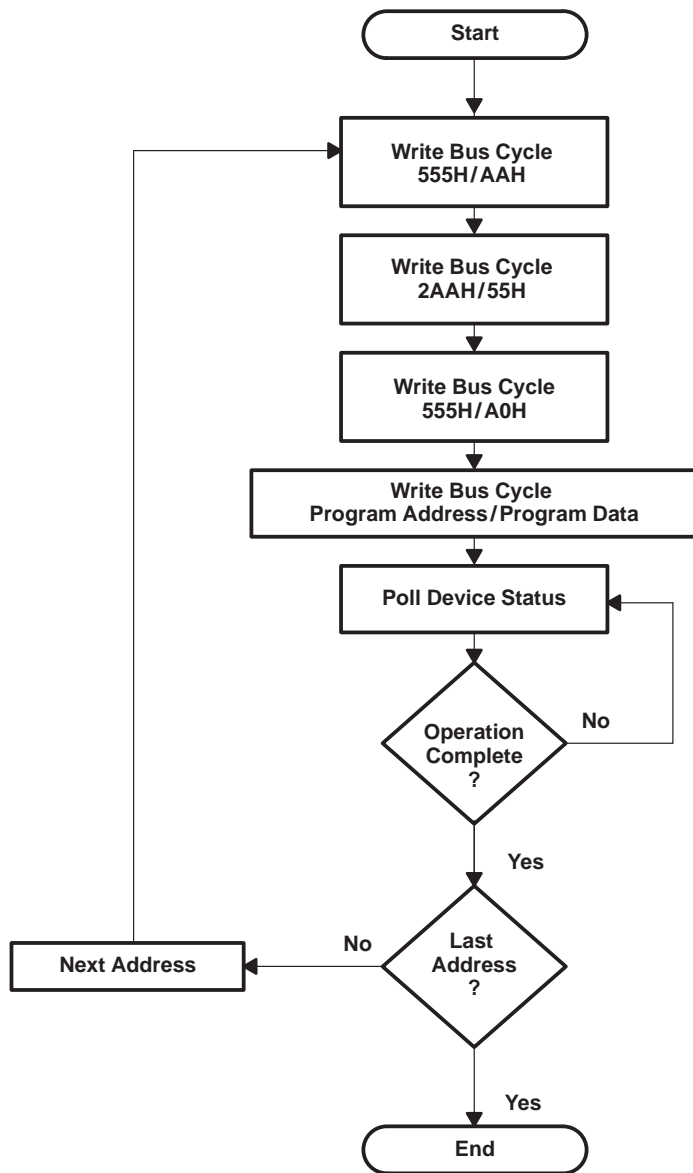 Start
Write Bus Cycle
555H/AAH
Write Bus Cycle
2AAH/55H
Write Bus Cycle
555H/A0H
Write Bus Cycle
Program Address/Program Data
Poll Device Status
Operation
Complete
?
No
Yes
Next Address
No
Last
Address
?
Yes
End